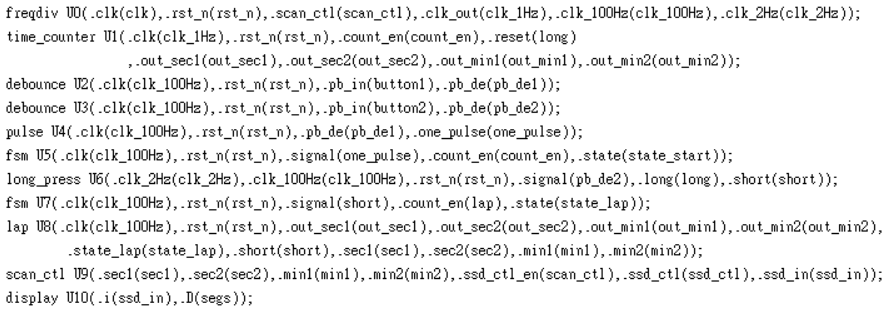 freqdiv U0(.clk(clk),.rst_n(rst_n),.scan_ctl(scan_ctl),.clk_out(clk_1Hz),.clk_100Hz(clk_100Hz),.clk_2Hz(clk_2Hz));
time_counter U1(.clk(clk_1Hz),.rst_n(rst_n),.count_en(count_en),.reset(long)
,.out_sec1(out_sec1),.out_sec2(out_sec2),.out_min1(out_min1),.out_min2(out_min2));
debounce U2(.clk(clk_100Hz),.rst_n(rst_n),.pb_in(button1),.pb_de(pb_de1));
debounce U3(.clk(clk_100Hz),.rst_n(rst_n),.pb_in(button2),.pb_de(pb_de2));
pulse U4(.clk(clk_100Hz),.rst_n(rst_n),.pb_de(pb_de1),.one_pulse(one_pulse));
fsm U5(.clk(clk_100Hz),.rst_n(rst_n),.signal(one_pulse),.count_en(count_en),.state(state_start));
long_press U6(.clk_2Hz(clk_2Hz),.clk_100Hz(clk_100Hz),.rst_n(rst_n),.signal(pb_de2),.long(long),.short(short));
fsm U7(.clk(clk_100Hz),.rst_n(rst_n),.signal(short),.count_en(lap),.state(state_lap));
lap U8(.clk(clk_100Hz),.rst_n(rst_n),.out_sec1(out_sec1),.out_sec2(out_sec2),.out_min1(out_min1),.out_min2(out_min2),
.state_lap(state_lap),.short(short),.sec1(sec1),.sec2(sec2),.min1(min1),.min2(min2));
scan_ctl U9(.sec1(sec1),.sec2(sec2),.min1(min1),.min2(min2),.ssd_ctl_en(scan_ctl),.ssd_ctl(ssd_ctl),.ssd_in(ssd_in));
display U10(.i(ssd_in),.D(segs));